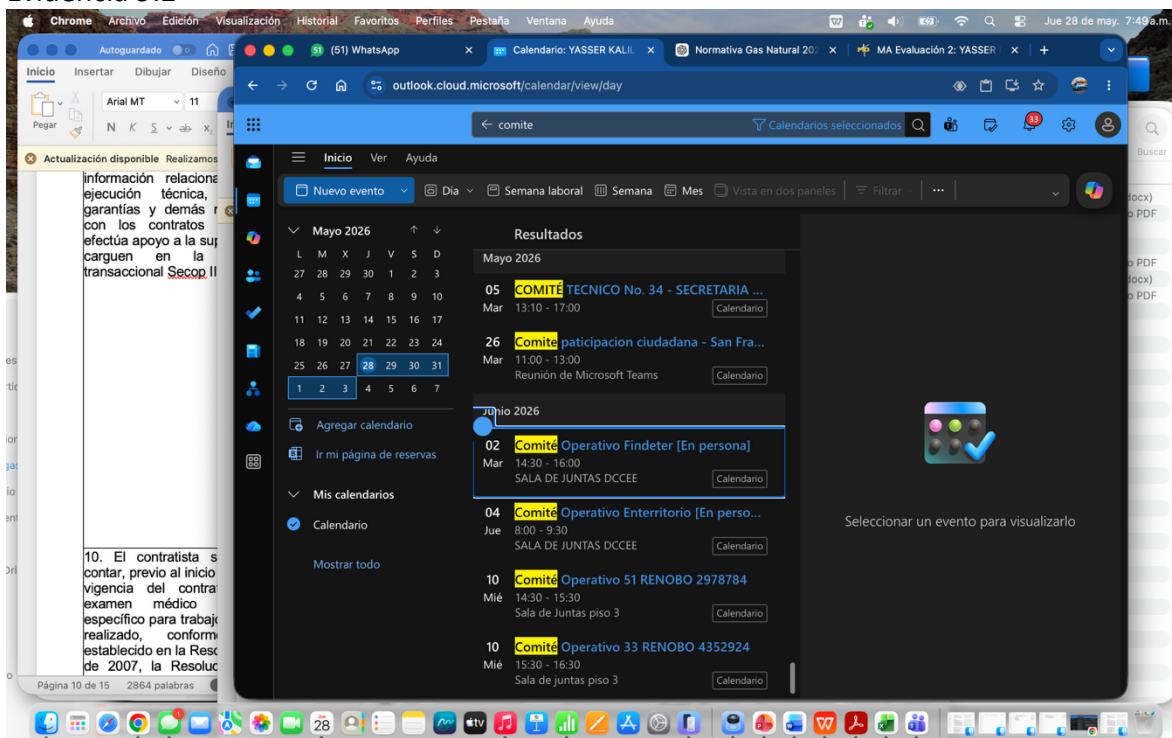 Chrome Archivo Edición Visualización Historial Favoritos Perfiles Pestaña Ventana Ayuda Jue 28 de may. 7:49 a.m.
Autoguardado
(51) WhatsApp
Calendario: YASSER KALIL
Normativa Gas Natural 202
MA Evaluación 2: YASSER
Inicio Insertar Dibujar Diseño
outlook.cloud.microsoft/calendar/view/day
Arial MT 11
Pegar
N K S ab x
comite
Calendarios seleccionados
33
Buscar
Actualización disponible Realizamos
Inicio Ver Ayuda
Nuevo evento Día Semana laboral Semana Mes Vista en dos paneles Filtrar
información relaciona
ejecución técnica,
garantías y demás
con los contratos
efectúa apoyo a la sup
carguen en la
transaccional Secop II
docx)
o PDF
o PDF
docx)
o PDF
Mayo 2026
L M X J V S D
27 28 29 30 1 2 3
4 5 6 7 8 9 10
11 12 13 14 15 16 17
18 19 20 21 22 23 24
25 26 27 28 29 30 31
1 2 3 4 5 6 7
Agregar calendario
Ir mi página de reservas
Mis calendarios
Calendario
Mostrar todo
Resultados
Mayo 2026
05 COMITÉ TECNICO No. 34 - SECRETARIA ...
Mar 13:10 - 17:00
Calendario
26 Comite paticipacion ciudadana - San Fra...
Mar 11:00 - 13:00
Reunión de Microsoft Teams
Calendario
Junio 2026
02 Comité Operativo Findeter [En persona]
Mar 14:30 - 16:00
SALA DE JUNTAS DCCEE
Calendario
04 Comité Operativo Enterritorio [En perso...
Jue 8:00 - 9:30
SALA DE JUNTAS DCCEE
Calendario
10 Comité Operativo 51 RENOBO 2978784
Mié 14:30 - 15:30
Sala de Juntas piso 3
Calendario
10 Comité Operativo 33 RENOBO 4352924
Mié 15:30 - 16:30
Sala de juntas piso 3
Calendario
Seleccionar un evento para visualizarlo
10. El contratista s
contar, previo al inicio
vigencia del contra
examen médico
específico para trabajo
realizado, conform
establecido en la Reso
de 2007, la Resoluc
Página 10 de 15 2864 palabras
28
tv